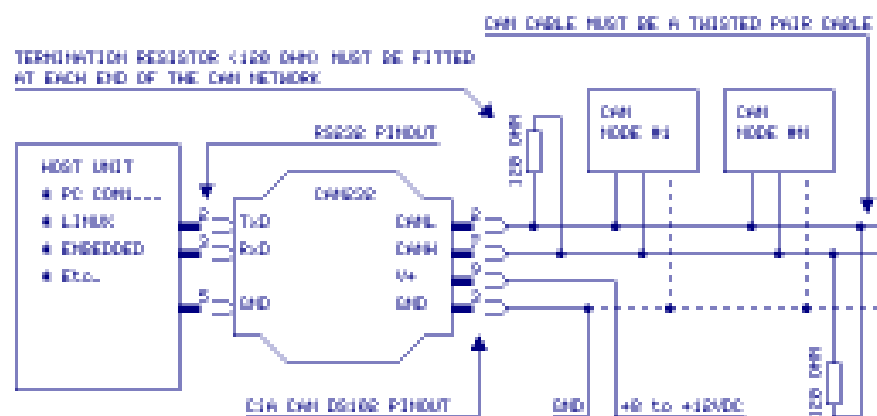 CAN CABLE MUST BE A TWISTED PAIR CABLE
TERMINATION RESISTOR (120 OHM) MUST BE FITTED
AT EACH END OF THE CAN NETWORK
RS232 PINOUT
120 OHM
CAN
NODE #1
CAN
NODE #N
HOST UNIT
PC COM1...
LINUX
EMBEDDED
Etc.
CAN232
2
TxD
RxD
5
GND
CANL
2
CANH
7
V+
9
GND
3
CIA CAN DS102 PINOUT
GND
+8 to +12VDC
120 OHM